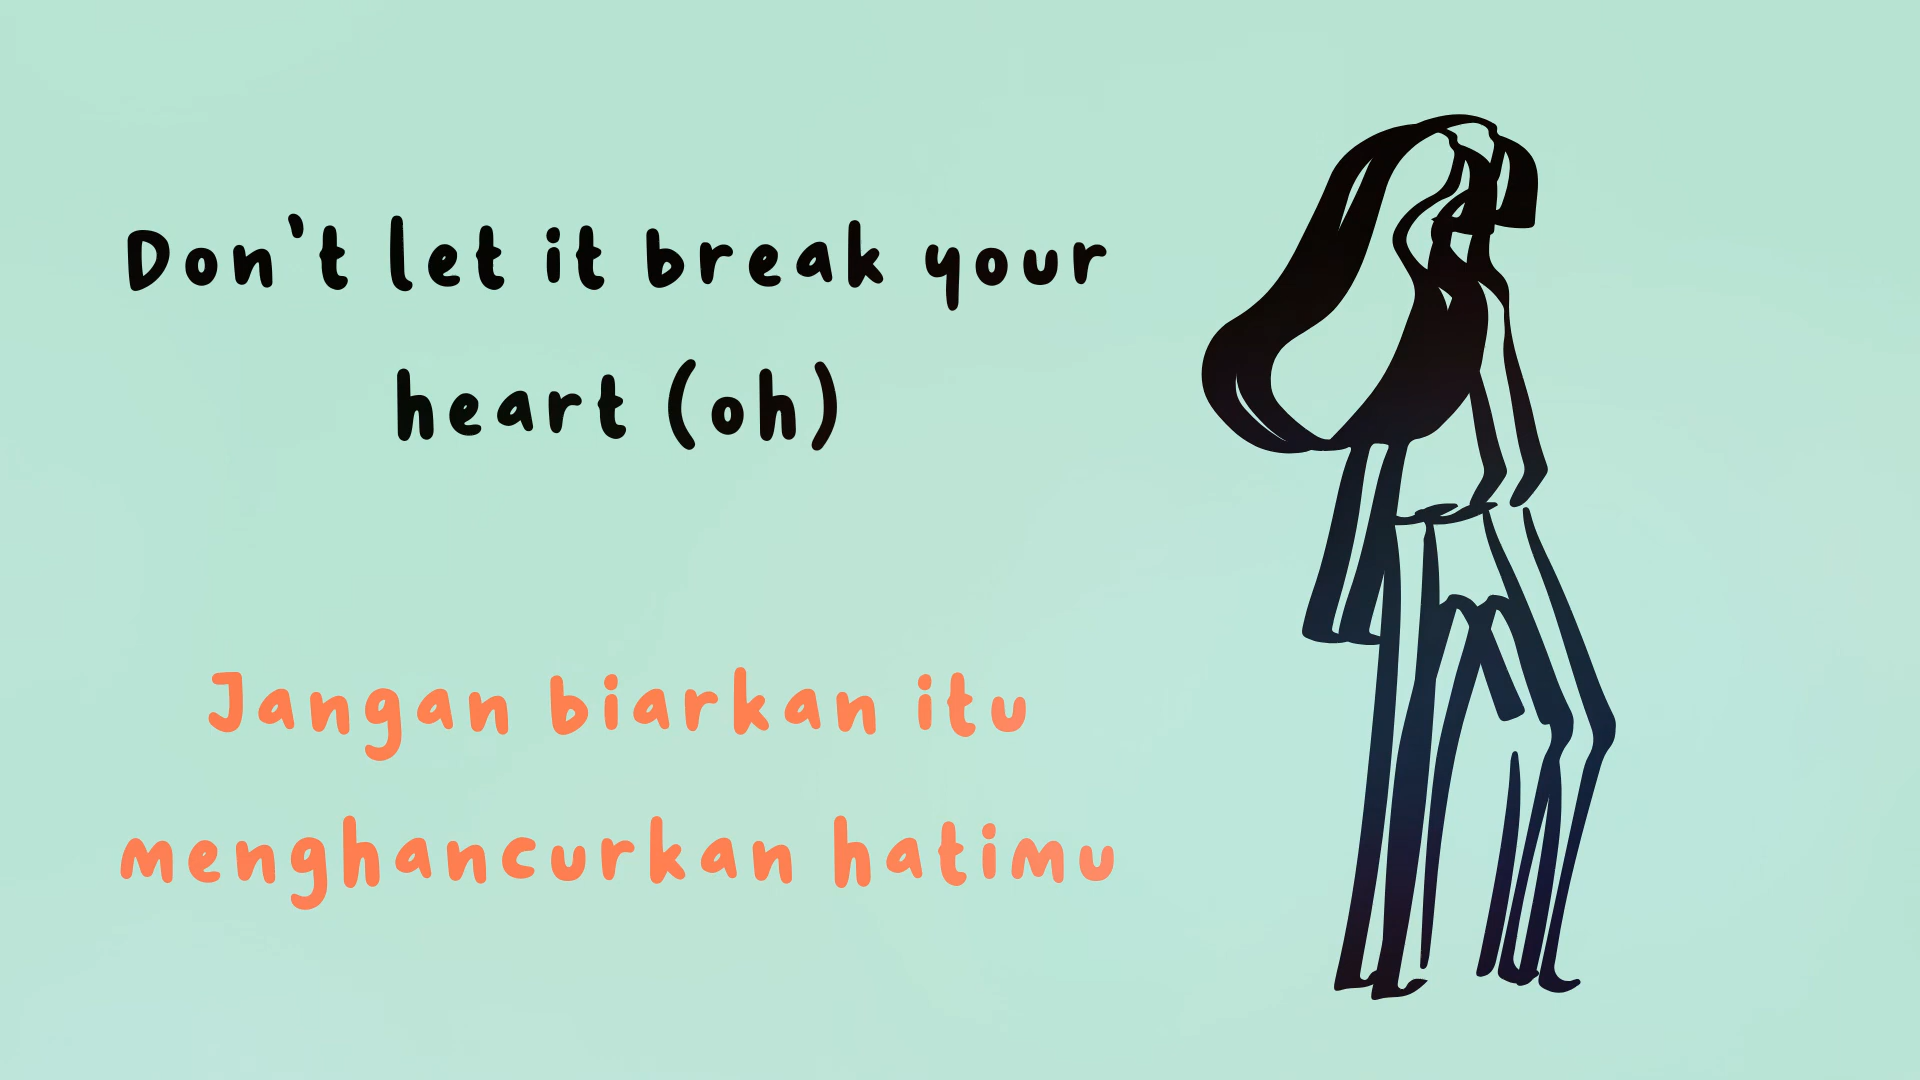 Don't let it break your
heart (oh)
Jangan biarkan itu
menghancurkan hatimu